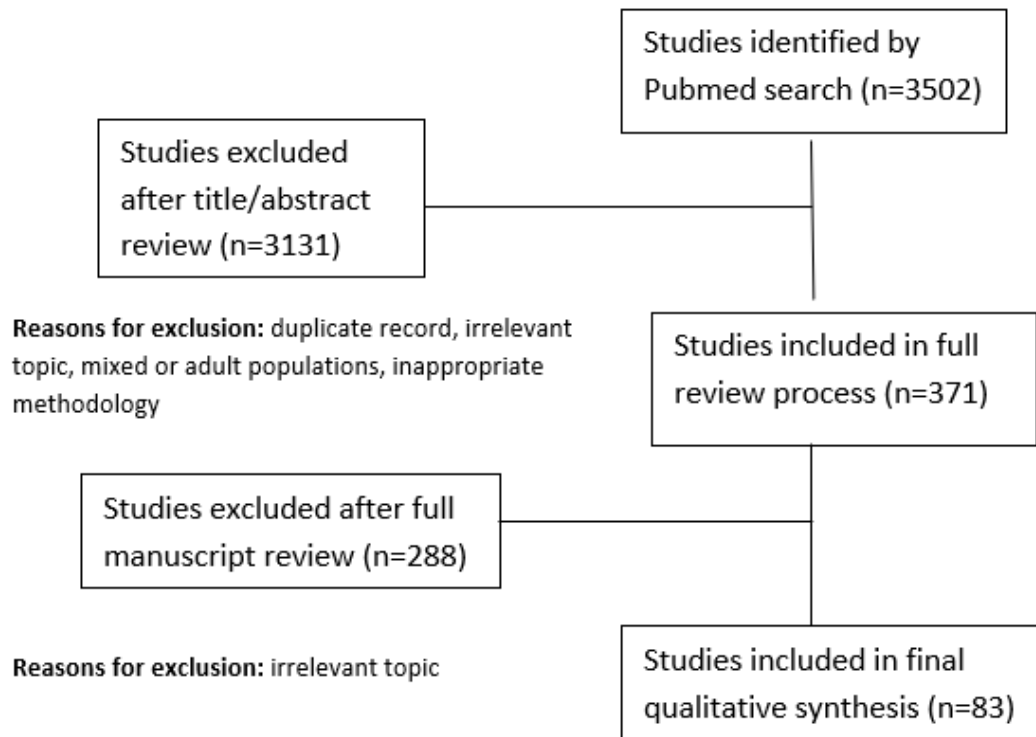 Studies identified by
Pubmed search (n=3502)
Studies excluded
after title/abstract
review (n=3131)
Reasons for exclusion: duplicate record, irrelevant
topic, mixed or adult populations, inappropriate
methodology
Studies included in full
review process (n=371)
Studies excluded after full
manuscript review (n=288)
Reasons for exclusion: irrelevant topic
Studies included in final
qualitative synthesis (n=83)